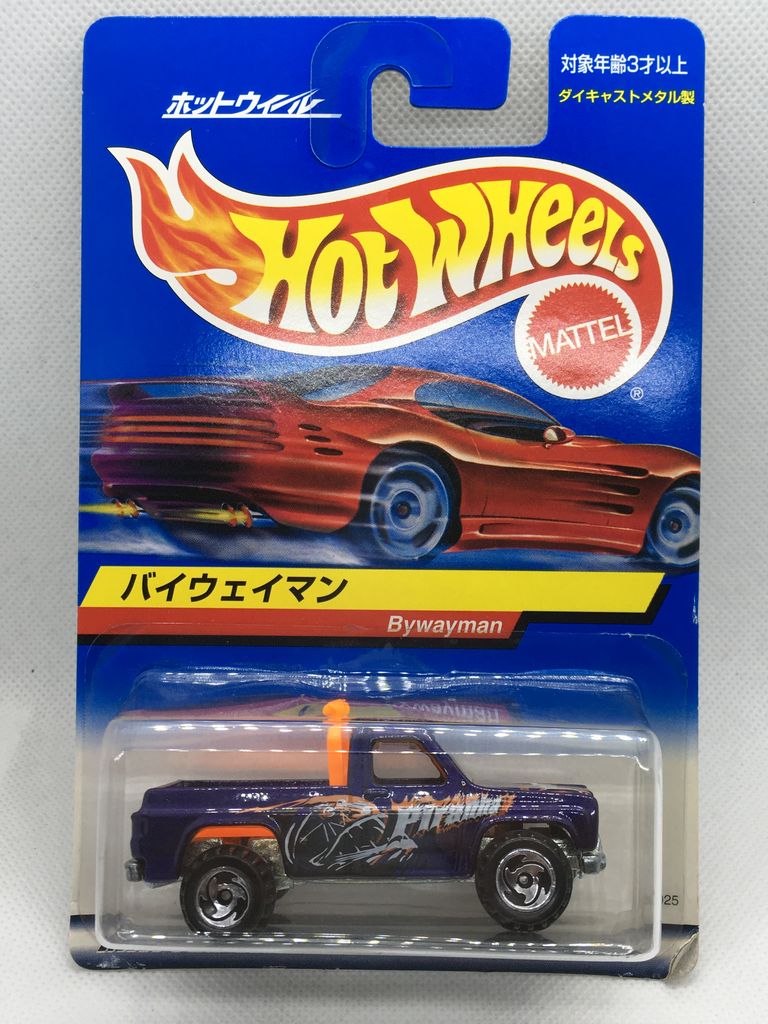 ホットウィール
対象年齢3才以上
ダイキャストメタル製
Hot Wheels
MATTEL
®
バイウェイマン
Bywayman
Piranha